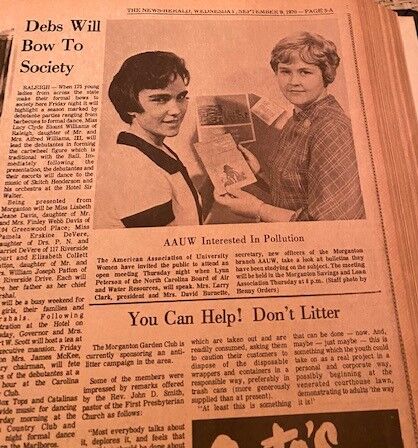 THE NEWS-HERALD, WEDNESDAY, SEPTEMBER 9, 1970 — PAGE 3-A
Debs Will
Bow To
Society
RALEIGH — When 171 young
ladies from across the state
make their formal bows to
society here Friday night it will
highlight a season marked by
debutante parties ranging from
barbecues to formal dance. Miss
Lucy Clyde Blount Williams of
Raleigh, daughter of Mr. and
Mrs. Alfred Williams, III, will
lead the debutantes in forming
the cartwheel figure which is
traditional with the Ball. Im-
mediately following the
presentation, the debutantes and
their escorts will dance to the
music of Skitch Henderson and
his orchestra at the Hotel Sir
Walter.
Being presented from
Morganton will be Miss Lisbeth
Jeane Davis, daughter of Mr.
and Mrs. Finley Webb Davis of
104 Greenwood Place; Miss
Pamela Erskine DeVere,
daughter of Drs. P. N. and
Harriet DeVere of 117 Riverside
Elizabeth Collett
daughter of Mr. and
William Joseph Patton of
Riverside Drive. Each will
her father as her chief
will be a busy weekend for
girls, their families and
Following
at the Hotel on
Governor and Mrs.
W. Scott will host a tea at
executive mansion. Friday
Mrs. James McKee,
chairman, will fete
of the debutantes at a
hour at the Carolina
Club.
Tops and Catalinas
provide music for dancing
morning at the
Country Club and
night formal dance
AAUW Interested In Pollution
The American Association of University
Women have invited the public to attend an
open meeting Thursday night when Lynn
Peterson of the North Carolina Board of Air
and Water Resources, will speak. Mrs. Larry
Clark, president and Mrs. David Burnette,
secretary, new officers of the Morganton
branch AAUW, take a look at bulletins they
have been studying on the subject. The meeting
will be held in the Morganton Savings and Loan
Association Thursday at 8 p.m. (Staff photo by
Henny Orders)
You Can Help! Don't Litter
The Morganton Garden Club is
currently sponsoring an anti-
litter campaign in the area.
Some of the members were
impressed by remarks offered
by the Rev. John D. Smith,
pastor of the First Presbyterian
Church as follows:
"Most everybody talks about
it, deplores it, and feels that
which are taken out and are
readily consumed, asking them
to caution their customers to
dispose of the disposable
wrappers and containers in a
responsible way, preferably in
trash cans (more generously
supplied than at present).
"At least this is something
that can be done — now. And,
maybe — just maybe — this is
something which the youth could
take on as a real project in a
personal and corporate way,
possibly beginning at the
venerated courthouse lawn,
demonstrating to adults 'the way
it is!'